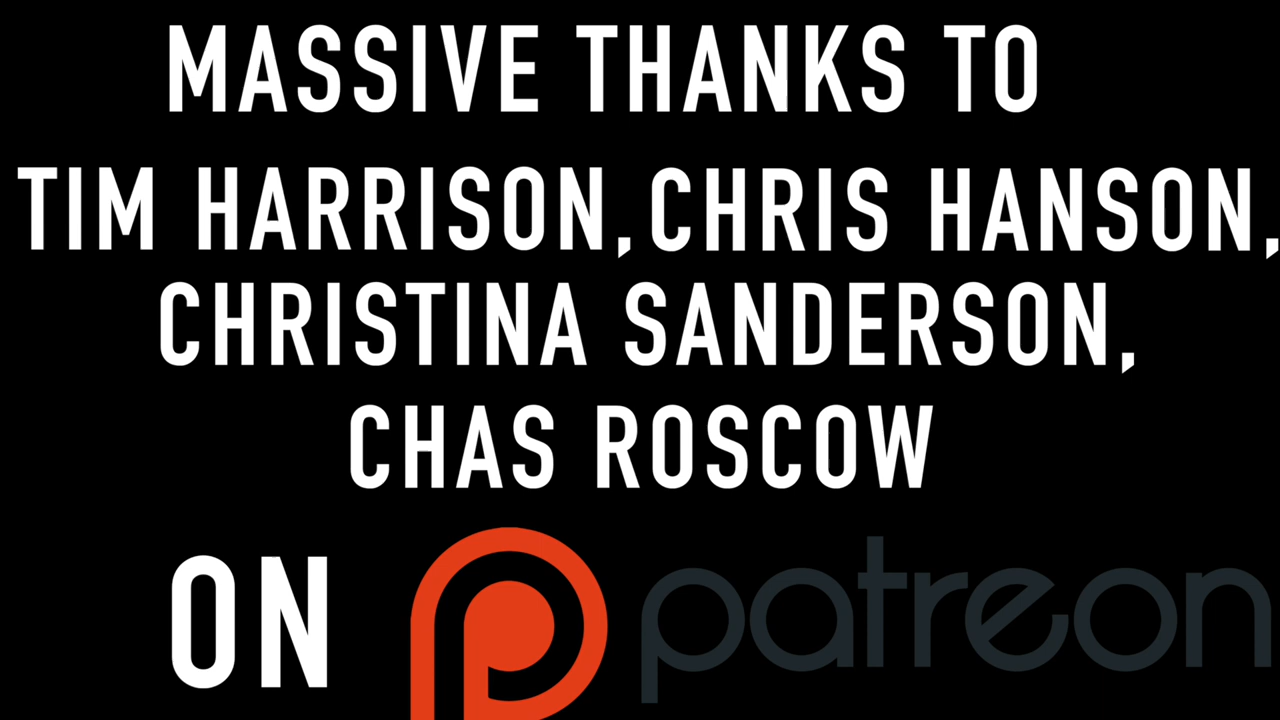 MASSIVE THANKS TO
TIM HARRISON, CHRIS HANSON,
CHRISTINA SANDERSON,
CHAS ROSCOW
ON patreon